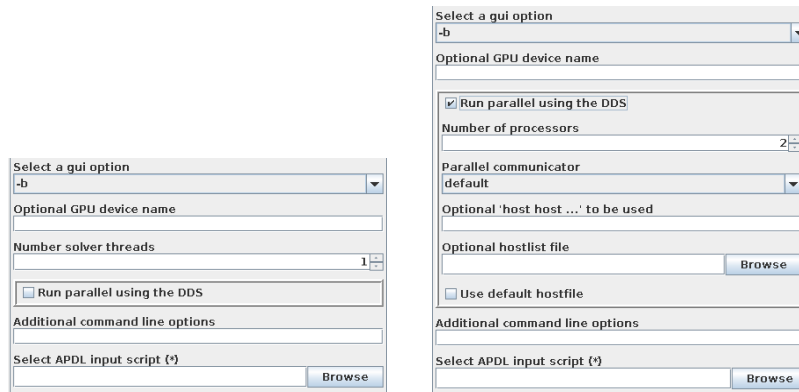 Select a gui option
-b
Optional GPU device name
Number solver threads
1
Run parallel using the DDS
Additional command line options
Select APDL input script {*}
Browse
Select a gui option
-b
Optional GPU device name
Run parallel using the DDS
Number of processors
2
Parallel communicator
default
Optional 'host host ...' to be used
Optional hostlist file
Browse
Use default hostfile
Additional command line options
Select APDL input script {*}
Browse